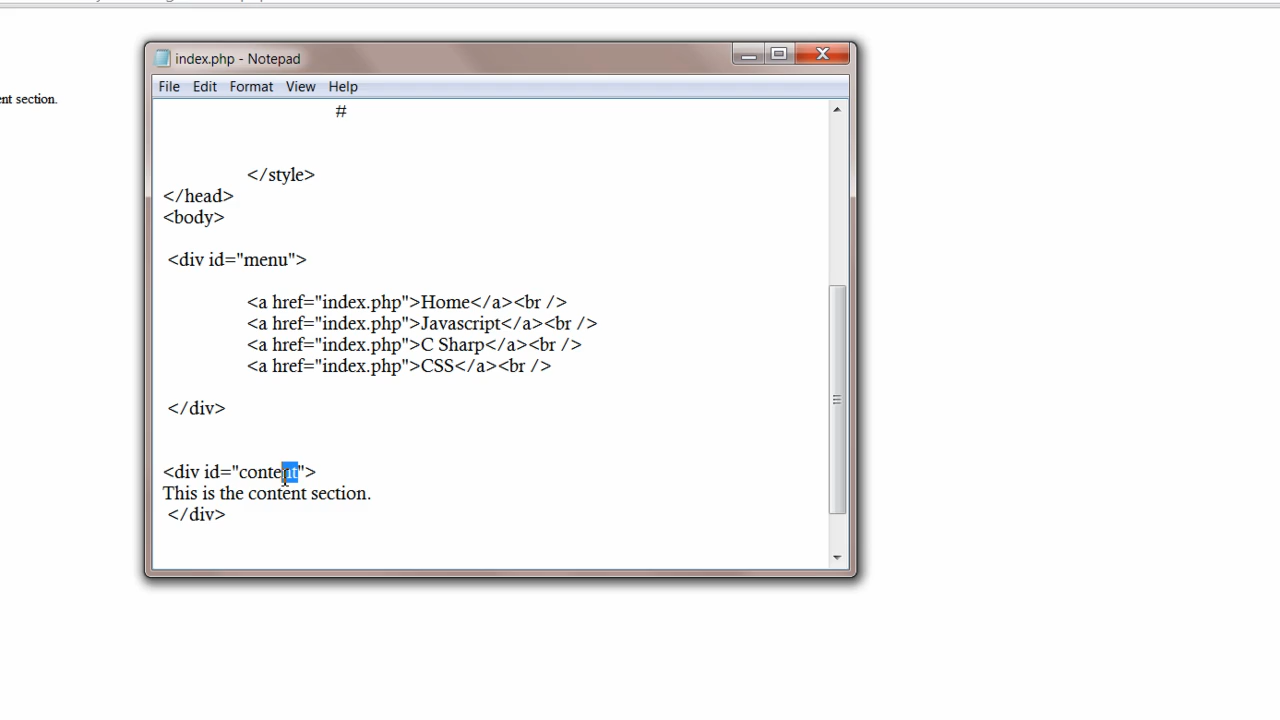 ent section.
index.php - Notepad
File Edit Format View Help
#
</style>
</head>
<body>
<div id="menu">
<a href="index.php">Home</a><br />
<a href="index.php">Javascript</a><br />
<a href="index.php">C Sharp</a><br />
<a href="index.php">CSS</a><br />
</div>
<div id="content">
This is the content section.
</div>